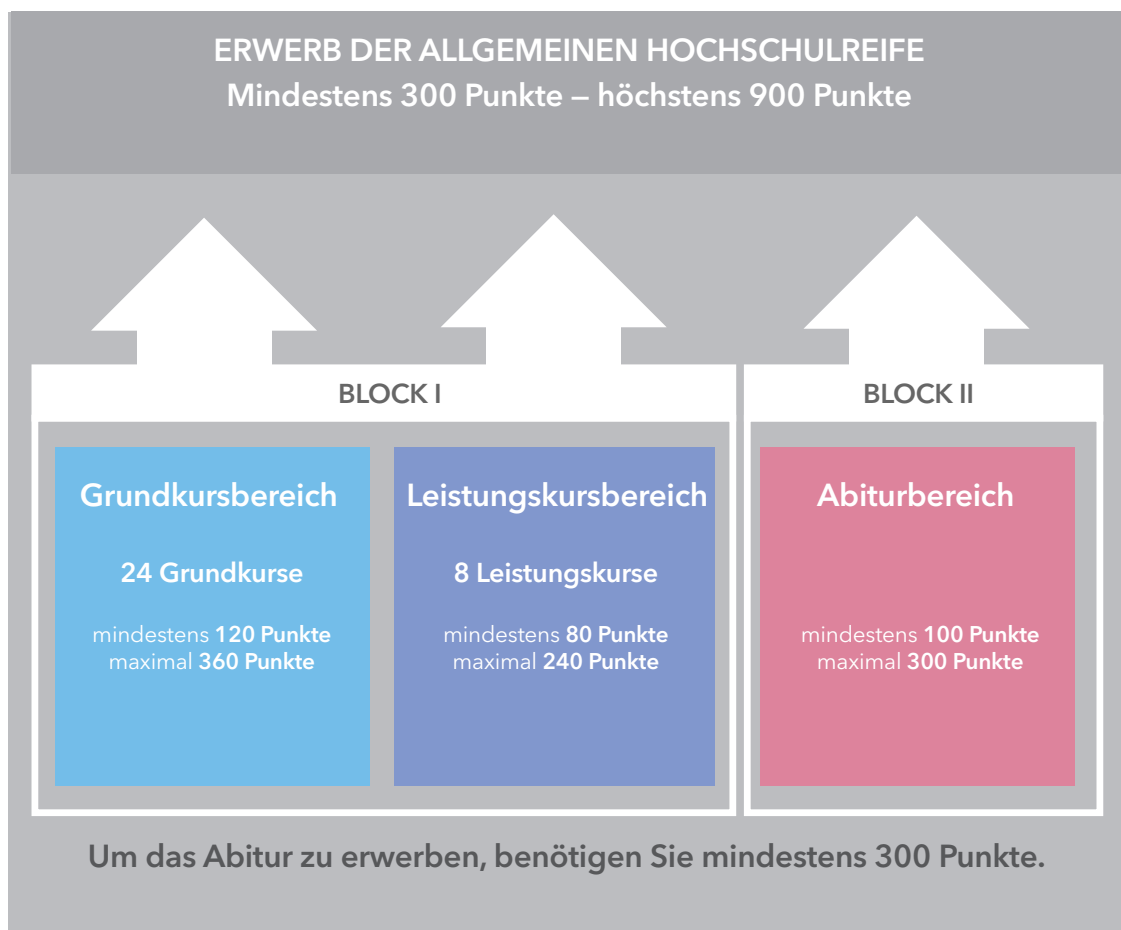 ERWERB DER ALLGEMEINEN HOCHSCHULREIFE
Mindestens 300 Punkte – höchstens 900 Punkte
BLOCK I
Grundkursbereich
24 Grundkurse
mindestens 120 Punkte
maximal 360 Punkte
Leistungskursbereich
8 Leistungskurse
mindestens 80 Punkte
maximal 240 Punkte
BLOCK II
Abiturbereich
mindestens 100 Punkte
maximal 300 Punkte
Um das Abitur zu erwerben, benötigen Sie mindestens 300 Punkte.